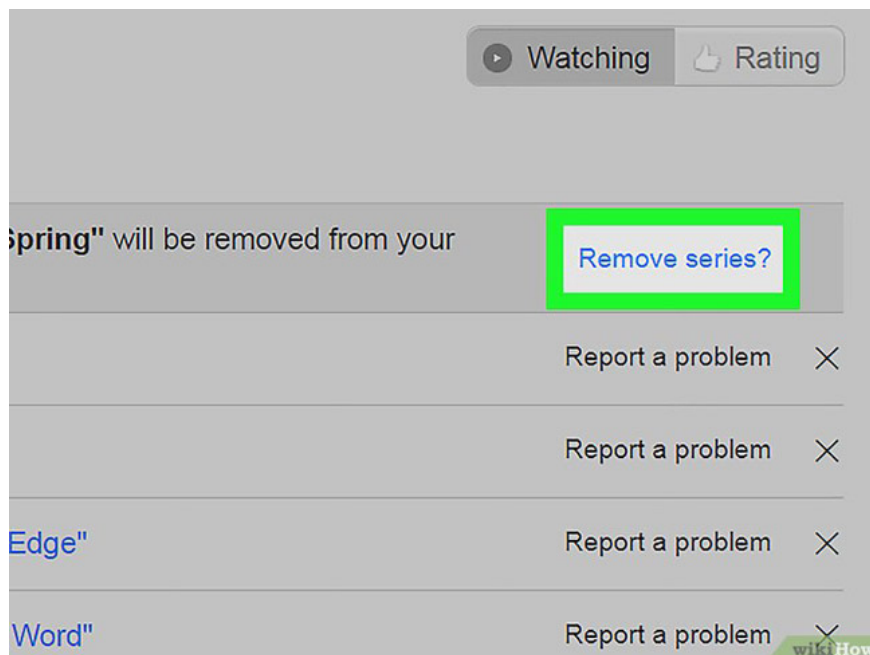 Watching Rating
Spring" will be removed from your
Remove series?
Report a problem
Report a problem
Edge" Report a problem
Word" Report a problem
wikiHow